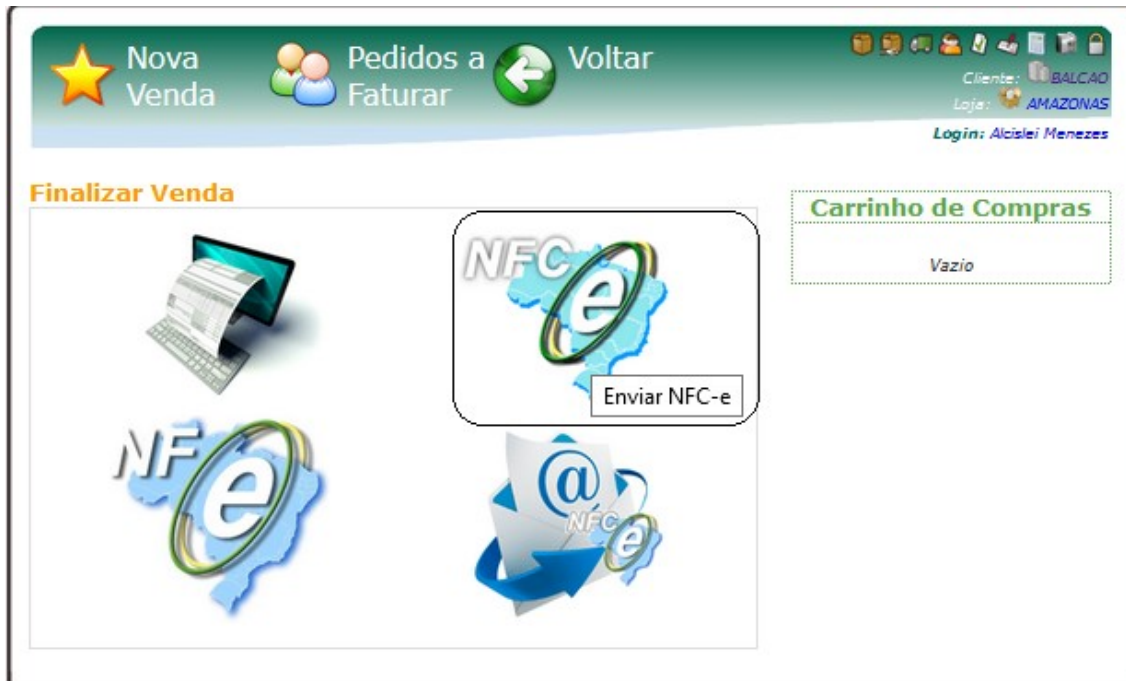 Nova
Venda
Pedidos a
Faturar
Voltar
Cliente: BALCAO
Loja: AMAZONAS
Login: Alcislei Menezes
Finalizar Venda
Carrinho de Compras
Vazio
NFC e
Enviar NFC-e
NF e
@
NFC e